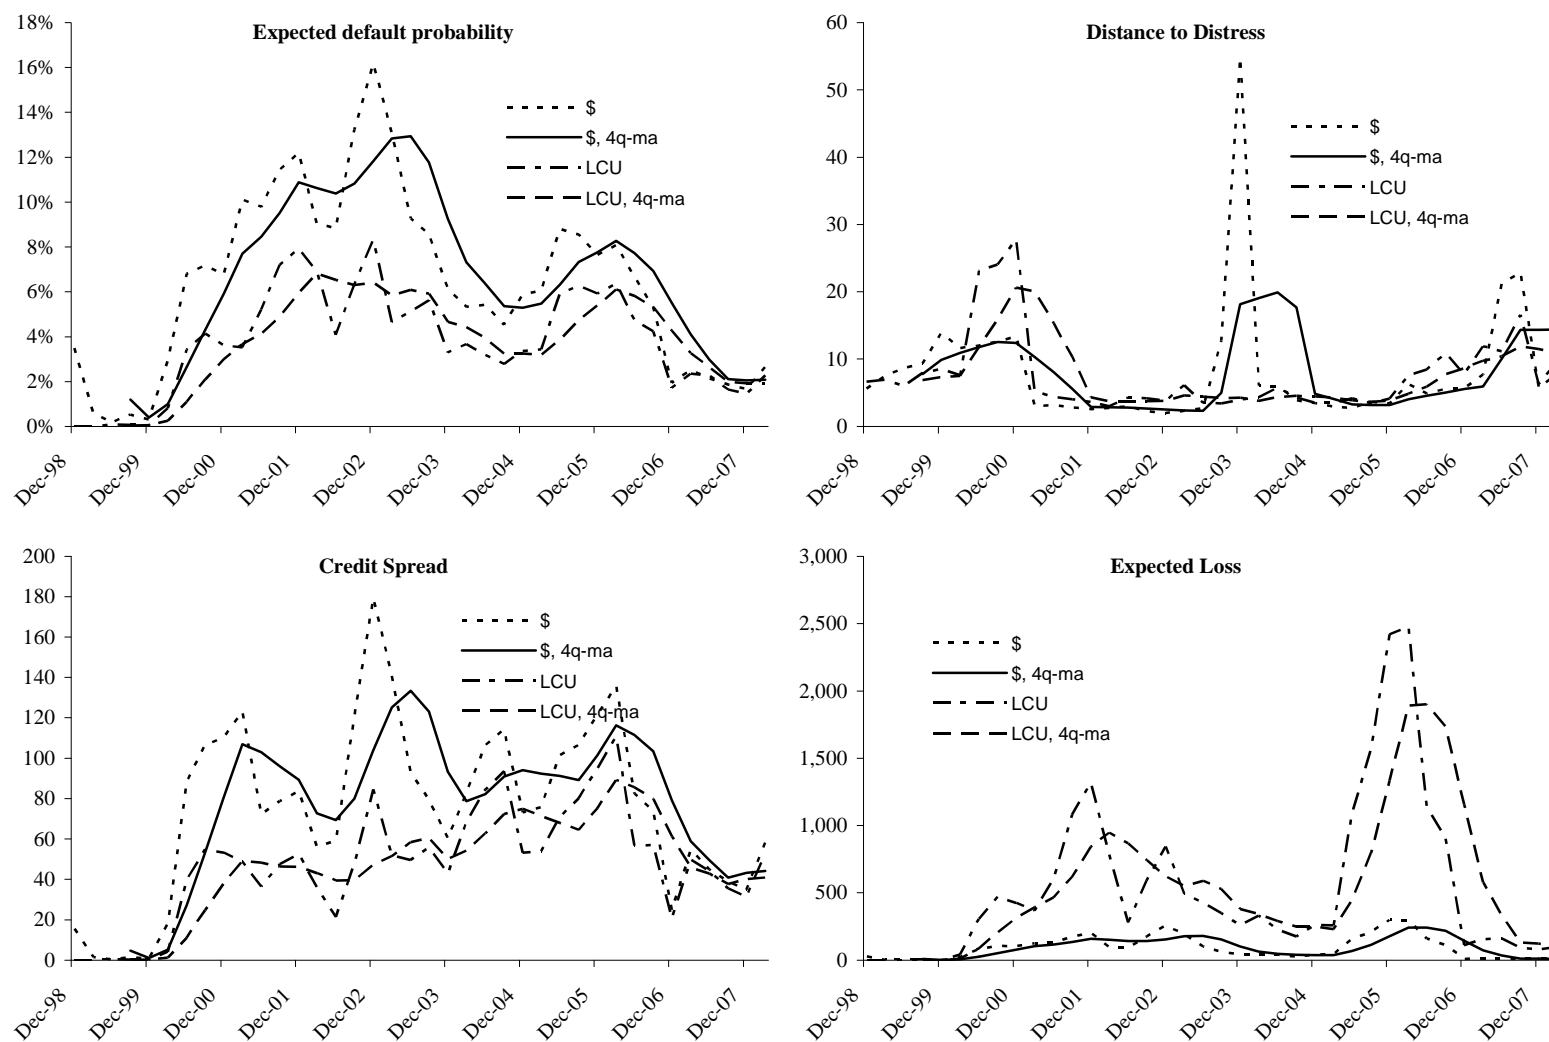 Expected default probability
18%
16%
14%
12%
10%
8%
6%
4%
2%
0%
$
$, 4q-ma
LCU
LCU, 4q-ma
Dec-98
Dec-99
Dec-00
Dec-01
Dec-02
Dec-03
Dec-04
Dec-05
Dec-06
Dec-07
Distance to Distress
60
50
40
30
20
10
0
$
$, 4q-ma
LCU
LCU, 4q-ma
Dec-98
Dec-99
Dec-00
Dec-01
Dec-02
Dec-03
Dec-04
Dec-05
Dec-06
Dec-07
Credit Spread
200
180
160
140
120
100
80
60
40
20
0
$
$, 4q-ma
LCU
LCU, 4q-ma
Dec-98
Dec-99
Dec-00
Dec-01
Dec-02
Dec-03
Dec-04
Dec-05
Dec-06
Dec-07
Expected Loss
3,000
2,500
2,000
1,500
1,000
500
0
$
$, 4q-ma
LCU
LCU, 4q-ma
Dec-98
Dec-99
Dec-00
Dec-01
Dec-02
Dec-03
Dec-04
Dec-05
Dec-06
Dec-07